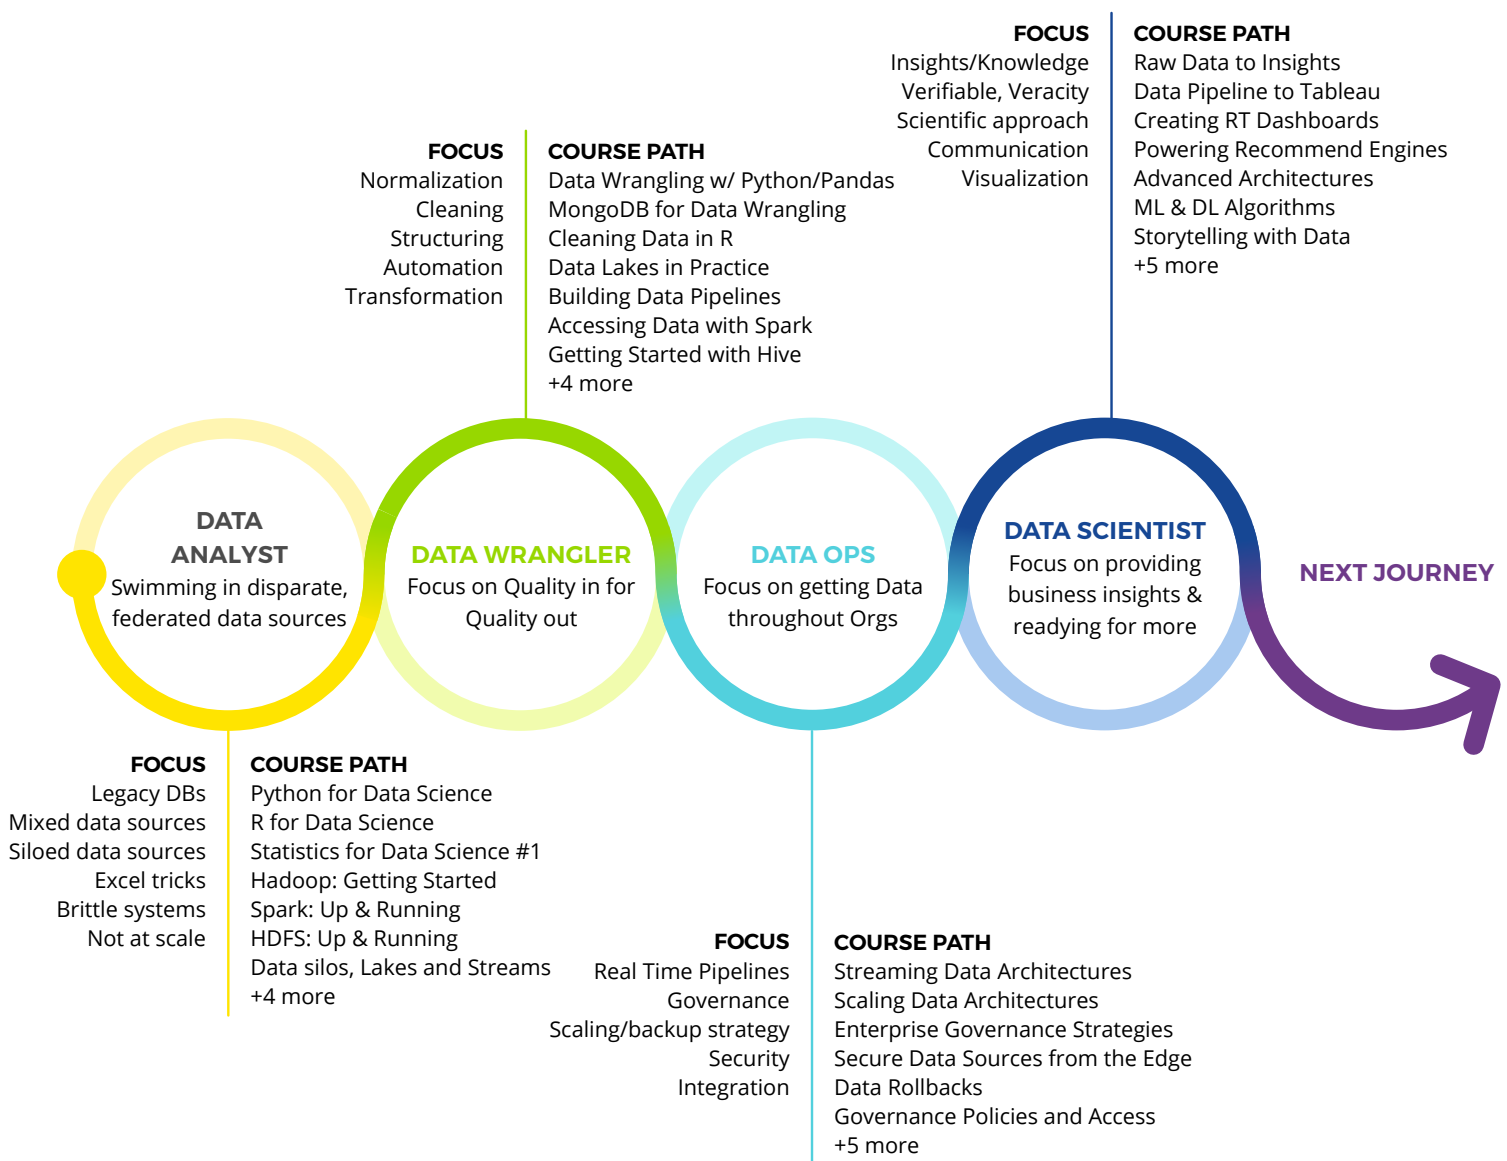 FOCUS
Insights/Knowledge
Verifiable, Veracity
Scientific approach
Communication
Visualization
COURSE PATH
Raw Data to Insights
Data Pipeline to Tableau
Creating RT Dashboards
Powering Recommend Engines
Advanced Architectures
ML & DL Algorithms
Storytelling with Data
+5 more
FOCUS
Normalization
Cleaning
Structuring
Automation
Transformation
COURSE PATH
Data Wrangling w/ Python/Pandas
MongoDB for Data Wrangling
Cleaning Data in R
Data Lakes in Practice
Building Data Pipelines
Accessing Data with Spark
Getting Started with Hive
+4 more
DATA
ANALYST
Swimming in disparate,
federated data sources
DATA WRANGLER
Focus on Quality in for
Quality out
DATA OPS
Focus on getting Data
throughout Orgs
DATA SCIENTIST
Focus on providing
business insights &
readying for more
NEXT JOURNEY
FOCUS
Legacy DBs
Mixed data sources
Siloed data sources
Excel tricks
Brittle systems
Not at scale
COURSE PATH
Python for Data Science
R for Data Science
Statistics for Data Science #1
Hadoop: Getting Started
Spark: Up & Running
HDFS: Up & Running
Data silos, Lakes and Streams
+4 more
FOCUS
Real Time Pipelines
Governance
Scaling/backup strategy
Security
Integration
COURSE PATH
Streaming Data Architectures
Scaling Data Architectures
Enterprise Governance Strategies
Secure Data Sources from the Edge
Data Rollbacks
Governance Policies and Access
+5 more